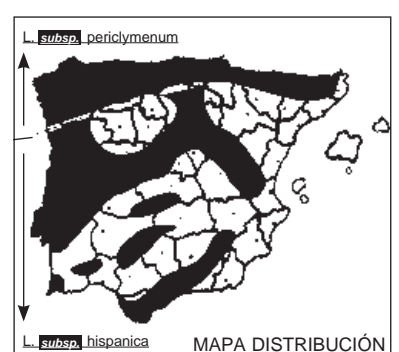 L. subsp. periclymenum
L. subsp. hispanica
MAPA DISTRIBUCIÓN